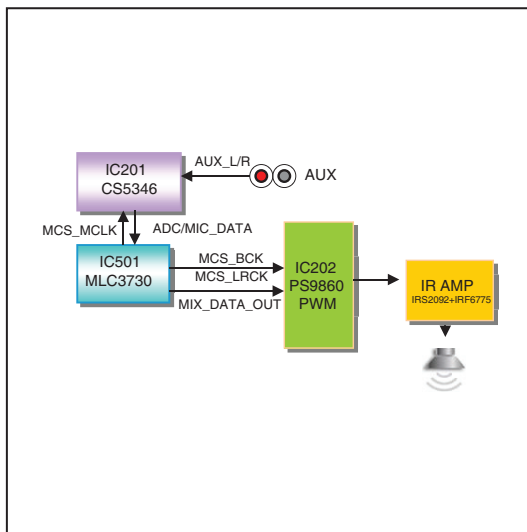 AUX_L/R
AUX
IC201
CS5346
MCS_MCLK
ADC/MIC_DATA
IC501
MLC3730
MCS_BCK
MCS_LRCK
MIX_DATA_OUT
IC202
PS9860
PWM
IR AMP
IRS2092+IRF6775